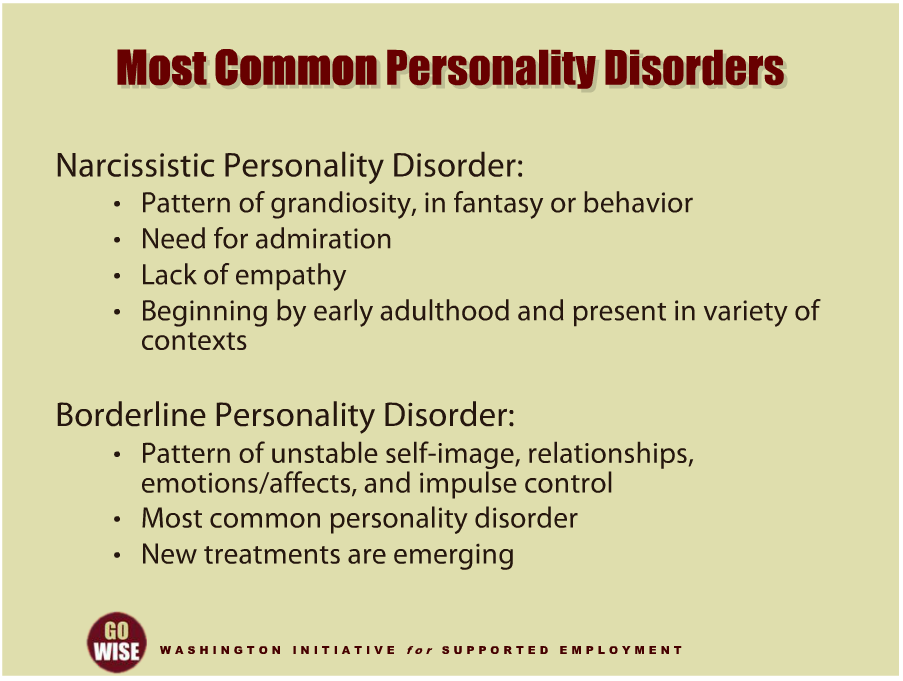 Most Common Personality Disorders
Narcissistic Personality Disorder:
• Pattern of grandiosity, in fantasy or behavior
• Need for admiration
• Lack of empathy
• Beginning by early adulthood and present in variety of
contexts
Borderline Personality Disorder:
• Pattern of unstable self-image, relationships,
emotions/affects, and impulse control
• Most common personality disorder
• New treatments are emerging
GO
WISE
WASHINGTON INITIATIVE for SUPPORTED EMPLOYMENT